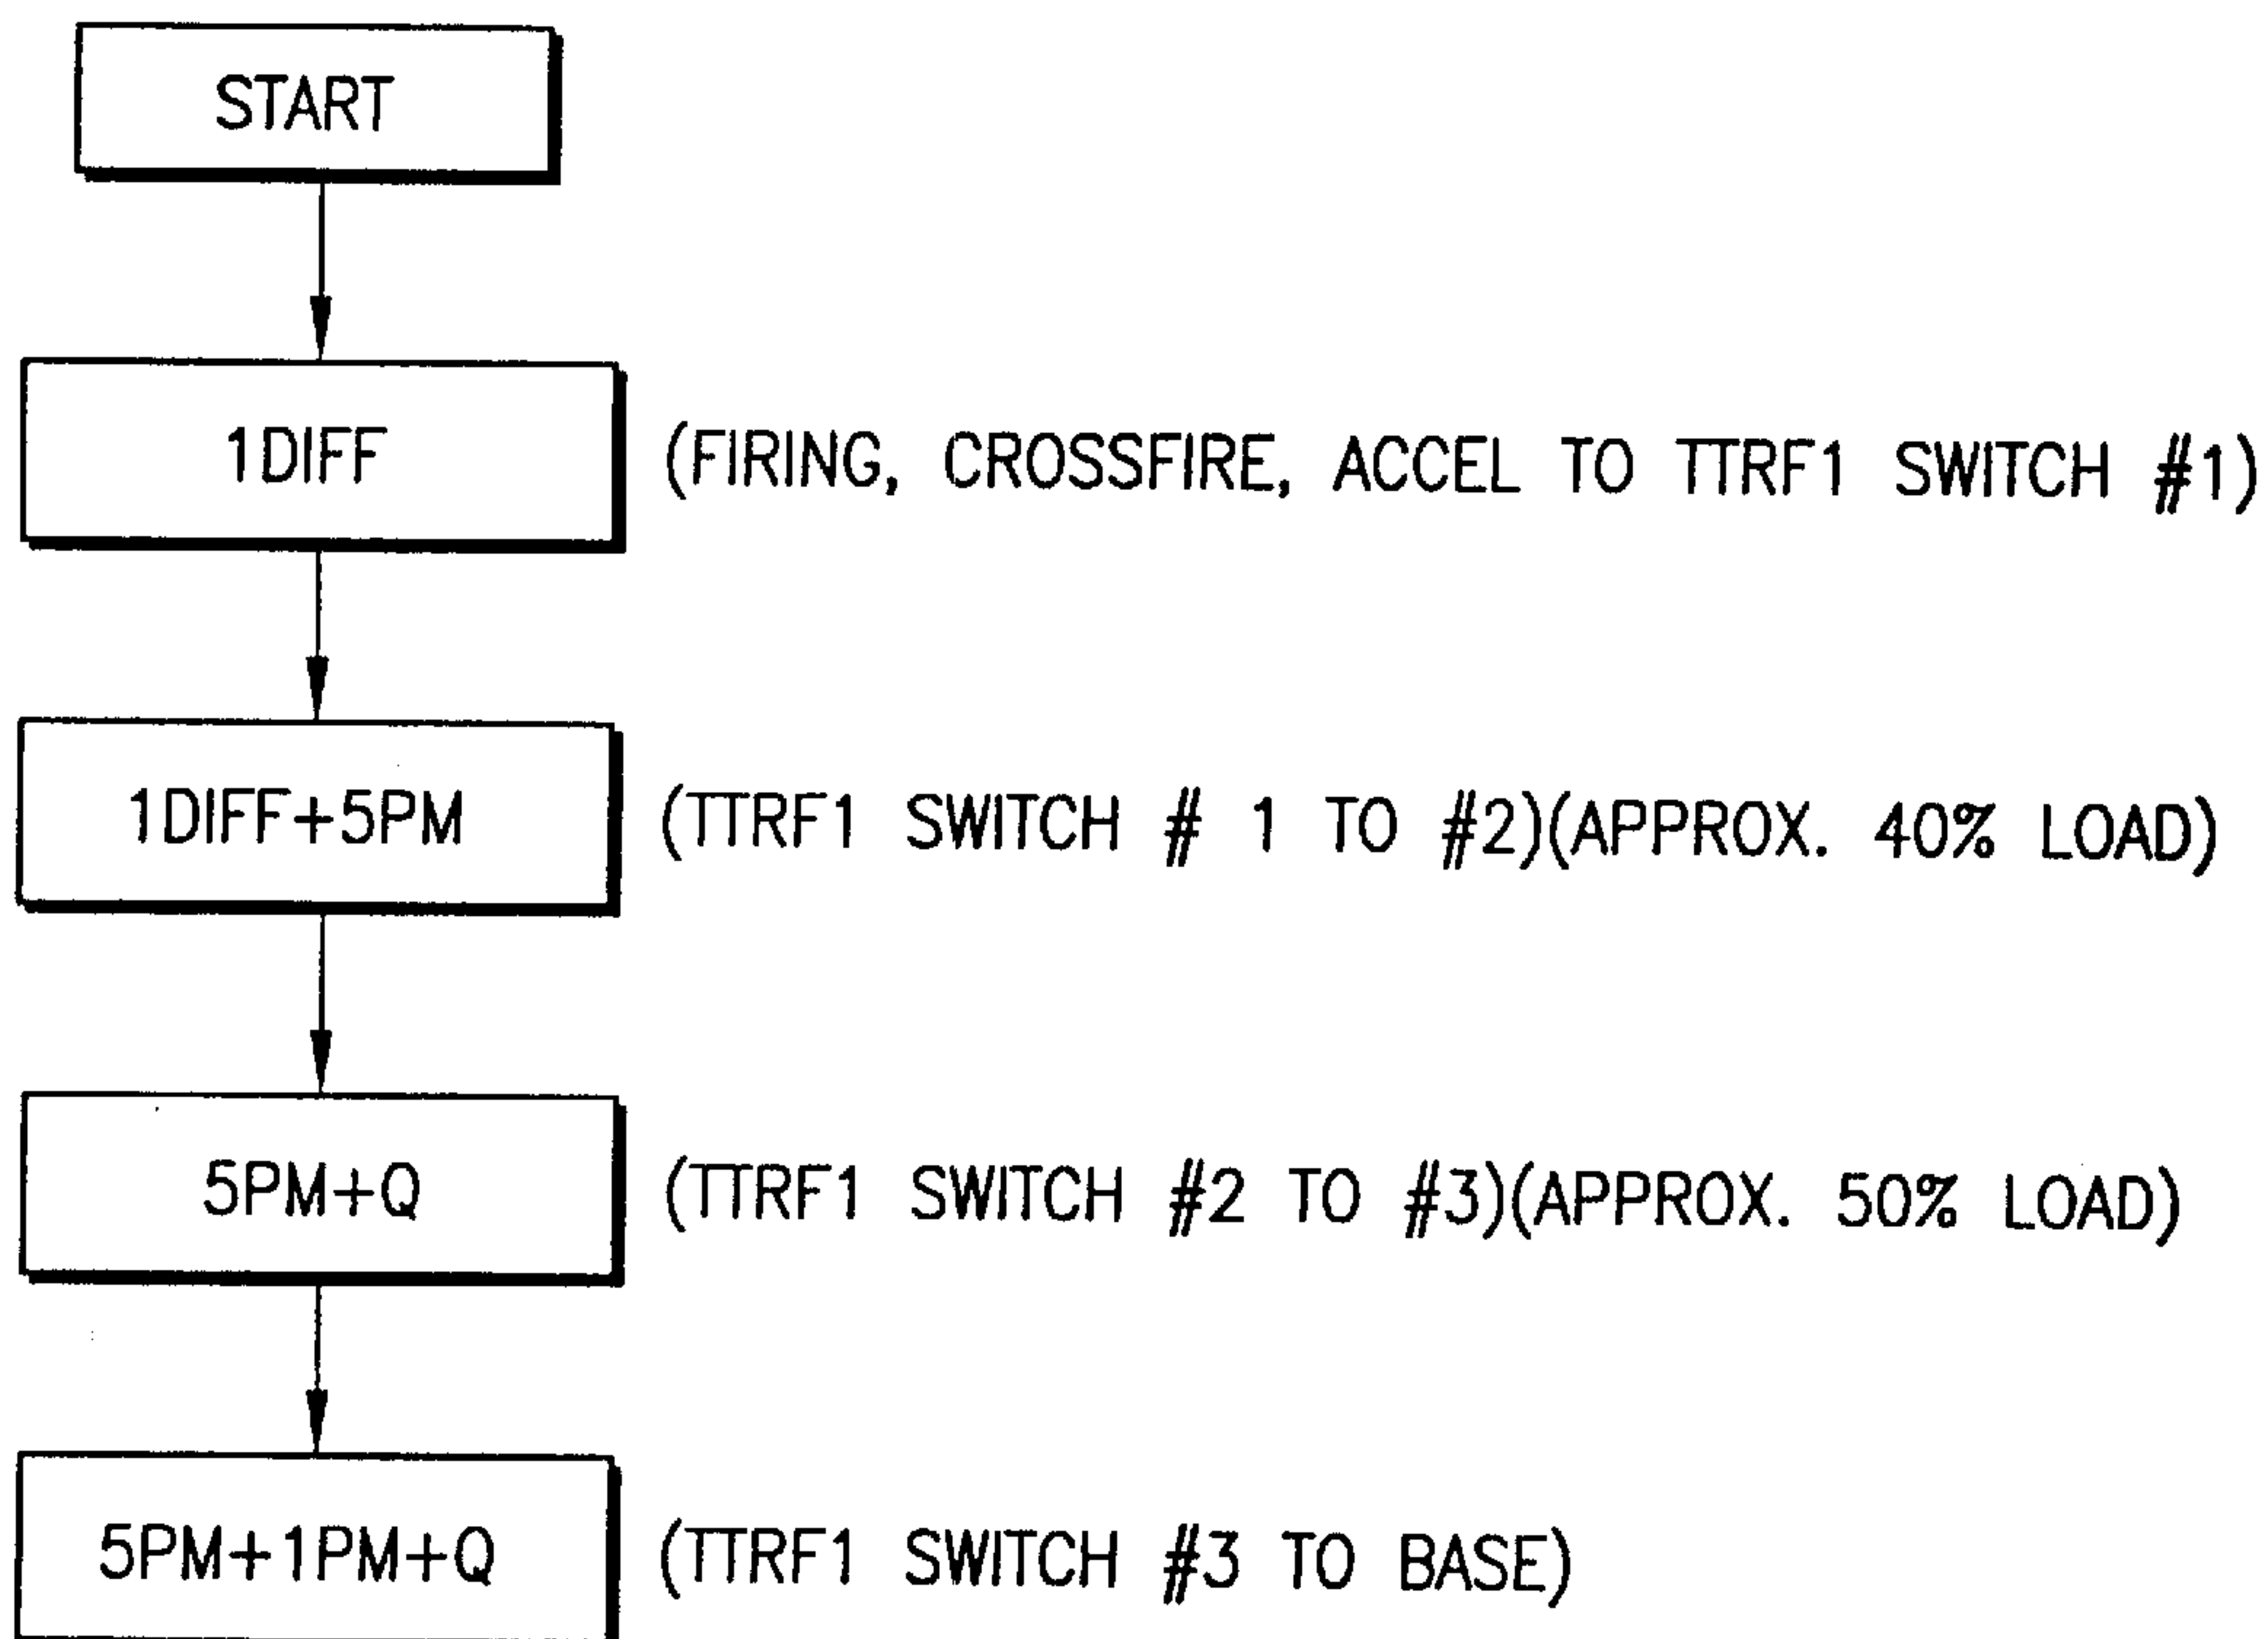 START
1DIFF (FIRING, CROSSFIRE, ACCEL TO TTRF1 SWITCH #1)
1DIFF+5PM (TTRF1 SWITCH # 1 TO #2)(APPROX. 40% LOAD)
5PM+Q (TTRF1 SWITCH #2 TO #3)(APPROX. 50% LOAD)
5PM+1PM+Q (TTRF1 SWITCH #3 TO BASE)